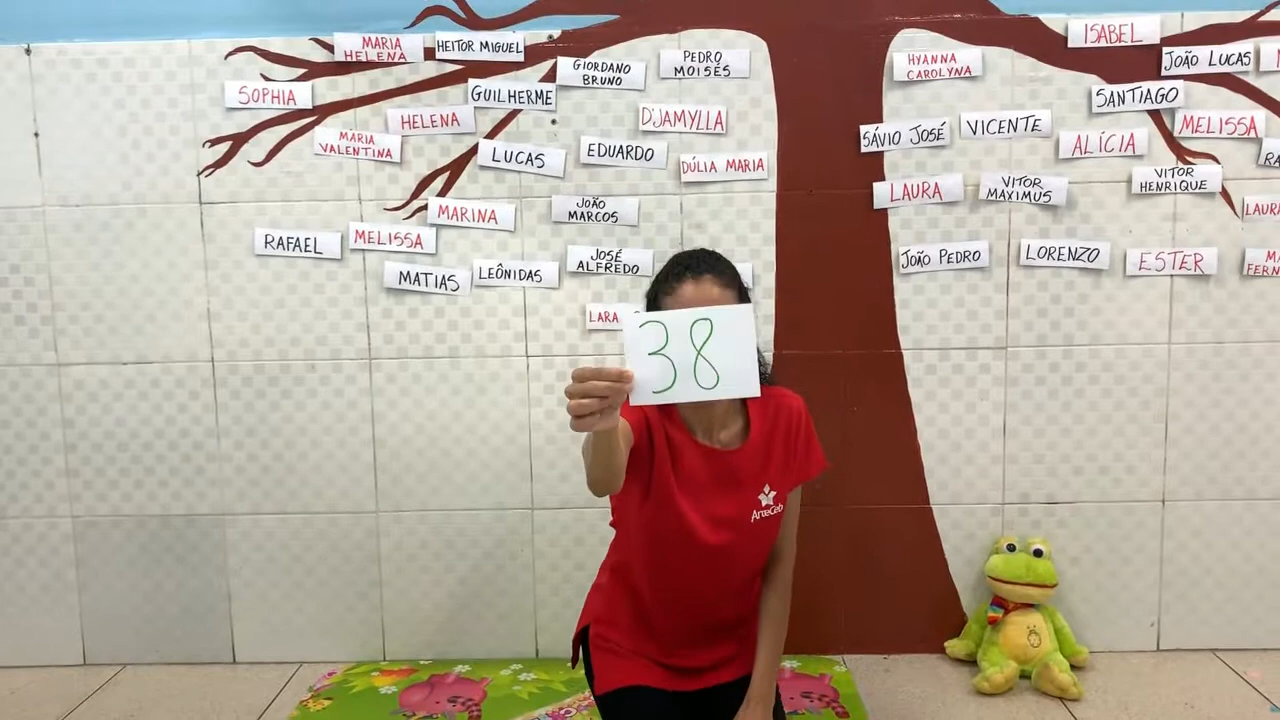 MARIA
HELENA
HEITOR MIGUEL
GIORDANO
BRUNO
PEDRO
MOISÉS
SOPHIA
GUILHERME
HELENA
D'JAMYLLA
MARIA
VALENTINA
LUCAS
EDUARDO
DÚLIA MARIA
MARINA
JOÃO
MARCOS
RAFAEL
MELISSA
JOSÉ
ALFREDO
MATIAS
LEÔNIDAS
LARA
38
ArteCeb
ISABEL
HYANNA
CAROLYNA
JOÃO LUCAS
SANTIAGO
SÁVIO JOSÉ
VICENTE
ALÍCIA
MELISSA
LAURA
VITOR
MAXIMUS
VITOR
HENRIQUE
JOÃO PEDRO
LORENZO
ESTER